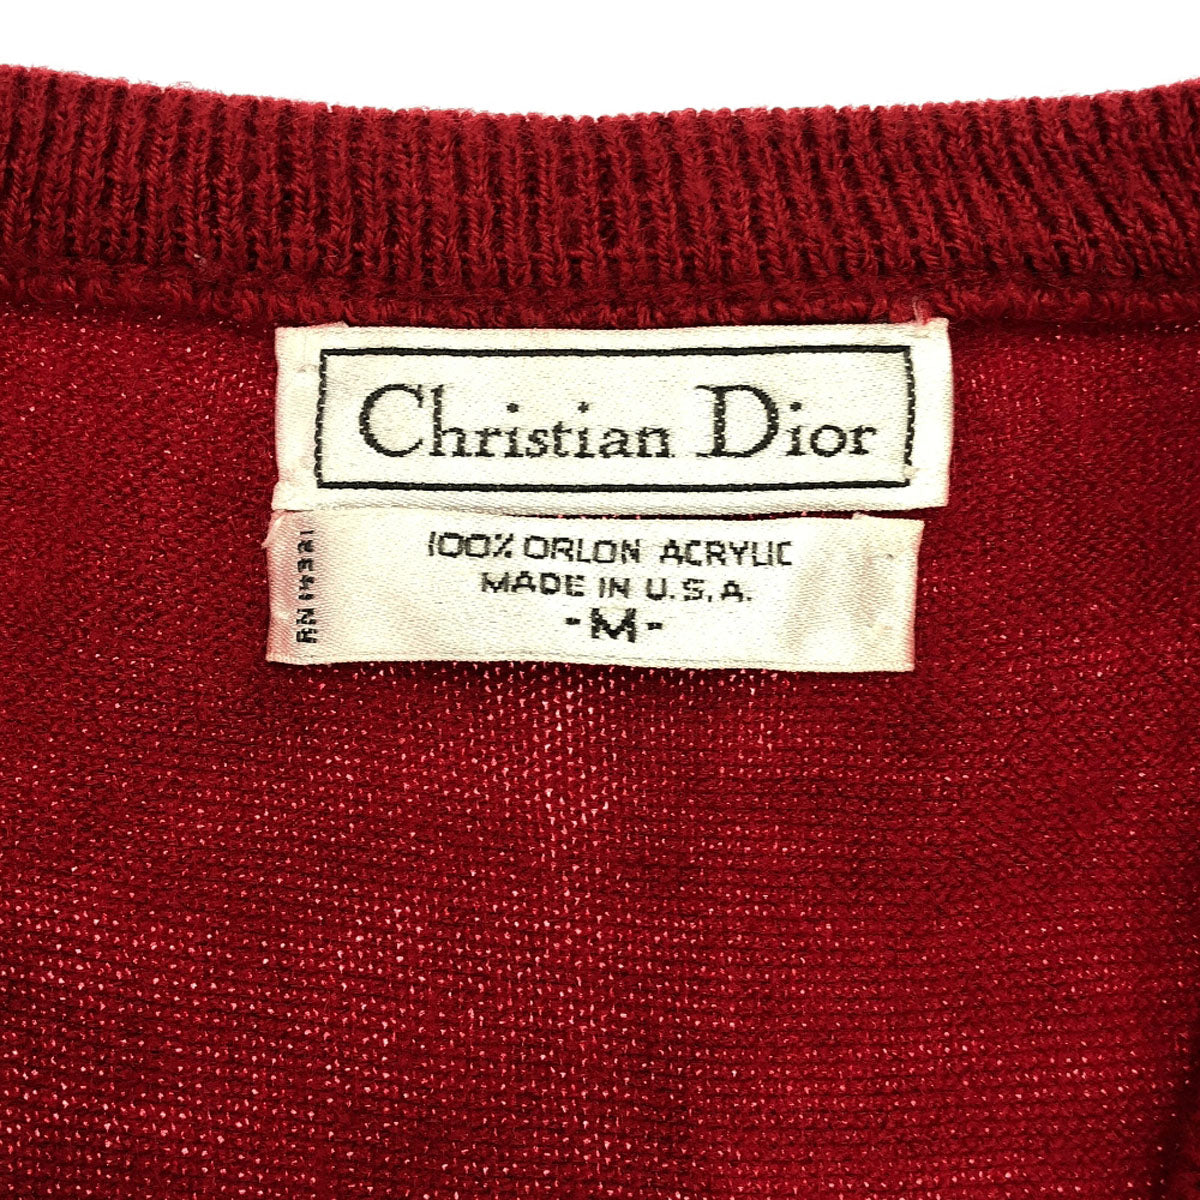 Christian Dior
100% ORLON ACRYLIC
MADE IN U.S.A.
-M-
RN 14321